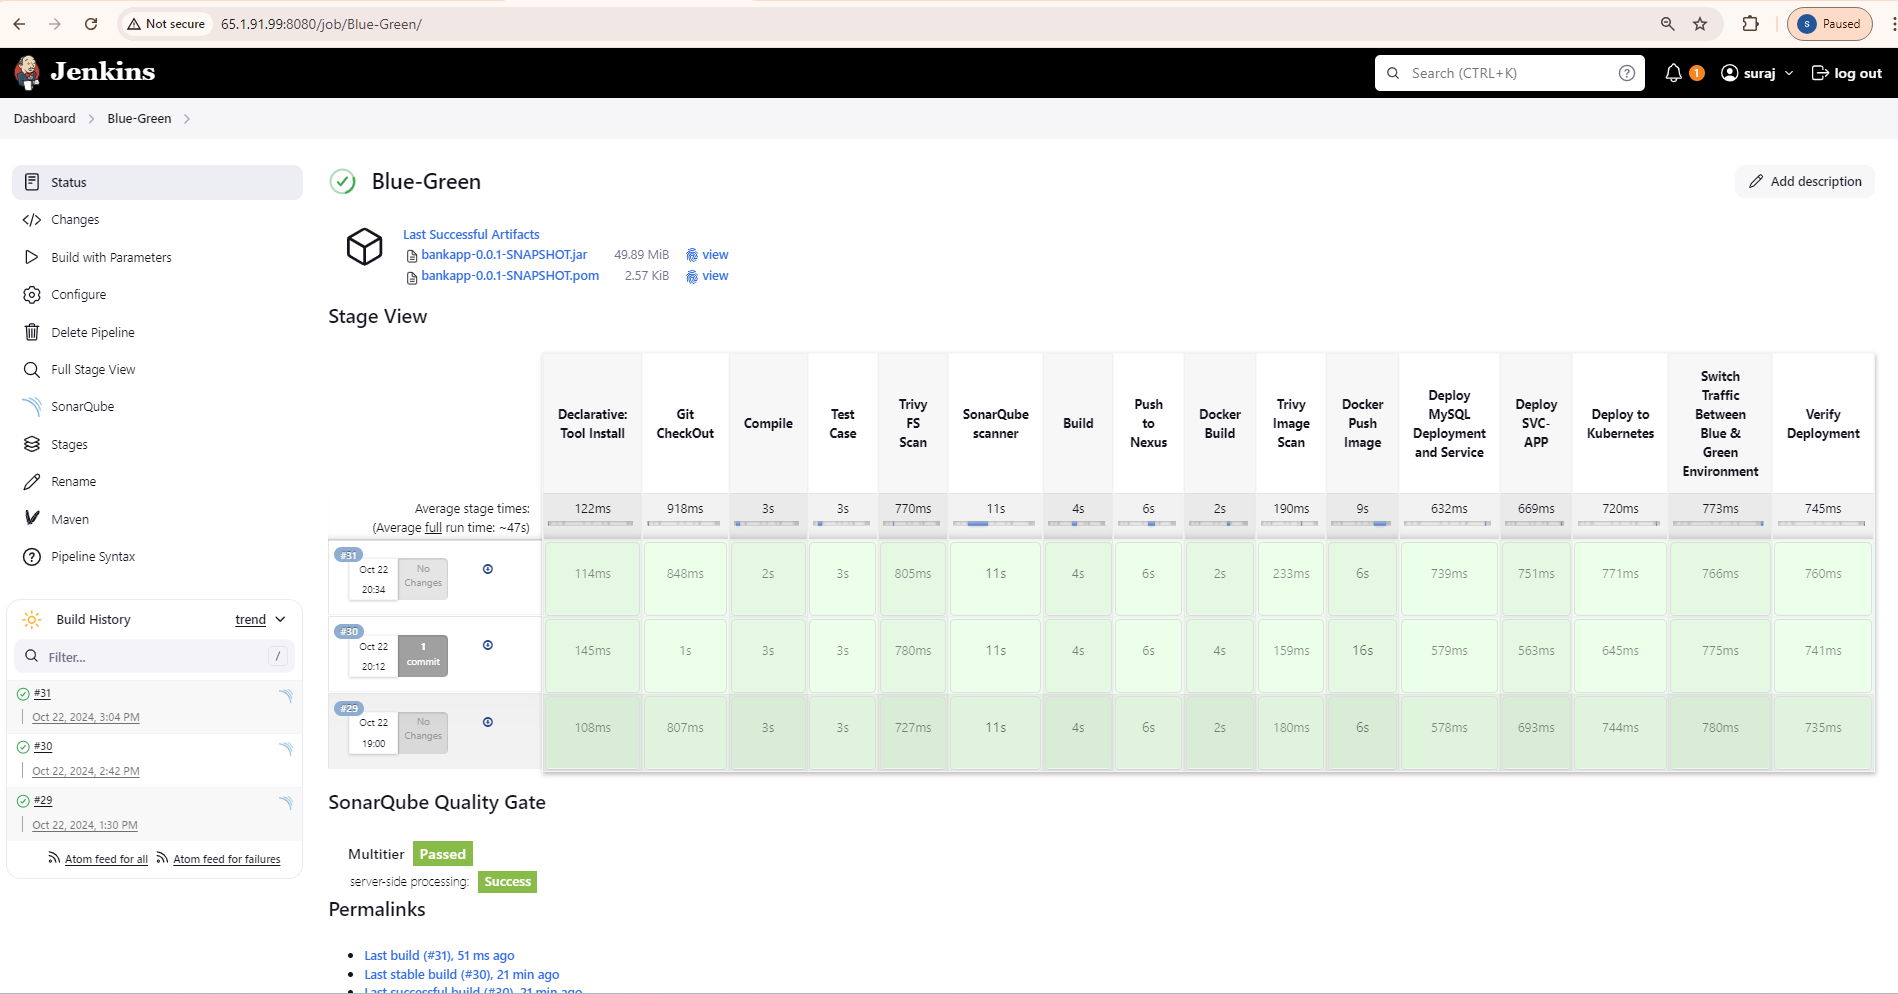 Not secure 65.1.91.99:8080/job/Blue-Green/ S Paused
Jenkins Search (CTRL+K) ? 1 suraj log out
Dashboard Blue-Green
Status
Changes
Build with Parameters
Configure
Delete Pipeline
Full Stage View
SonarQube
Stages
Rename
Maven
Pipeline Syntax
Build History trend
Filter... /
#31
Oct 22, 2024, 3:04 PM
#30
Oct 22, 2024, 2:42 PM
#29
Oct 22, 2024, 1:30 PM
Atom feed for all Atom feed for failures
Blue-Green
Add description
Last Successful Artifacts
bankapp-0.0.1-SNAPSHOT.jar 49.89 MiB view
bankapp-0.0.1-SNAPSHOT.pom 2.57 KiB view
Stage View
Declarative:
Tool Install
Git
CheckOut
Compile
Test
Case
Trivy
FS
Scan
SonarQube
scanner
Build
Push
to
Nexus
Docker
Build
Trivy
Image
Scan
Docker
Push
Image
Deploy
MySQL
Deployment
and Service
Deploy
SVC-
APP
Deploy to
Kubernetes
Switch
Traffic
Between
Blue &
Green
Environment
Verify
Deployment
Average stage times:
(Average full run time: ~47s)
122ms 918ms 3s 3s 770ms 11s 4s 6s 2s 190ms 9s 632ms 669ms 720ms 773ms 745ms
#31
Oct 22
20:34
No
Changes
114ms 848ms 2s 3s 805ms 11s 4s 6s 2s 233ms 6s 739ms 751ms 771ms 766ms 760ms
#30
Oct 22
20:12
1
commit
145ms 1s 3s 3s 780ms 11s 4s 6s 4s 159ms 16s 579ms 563ms 645ms 775ms 741ms
#29
Oct 22
19:00
No
Changes
108ms 807ms 3s 3s 727ms 11s 4s 6s 2s 180ms 6s 578ms 693ms 744ms 780ms 735ms
SonarQube Quality Gate
Multitier Passed
server-side processing: Success
Permalinks
Last build (#31), 51 ms ago
Last stable build (#30), 21 min ago
Last successful build (#30), 21 min ago